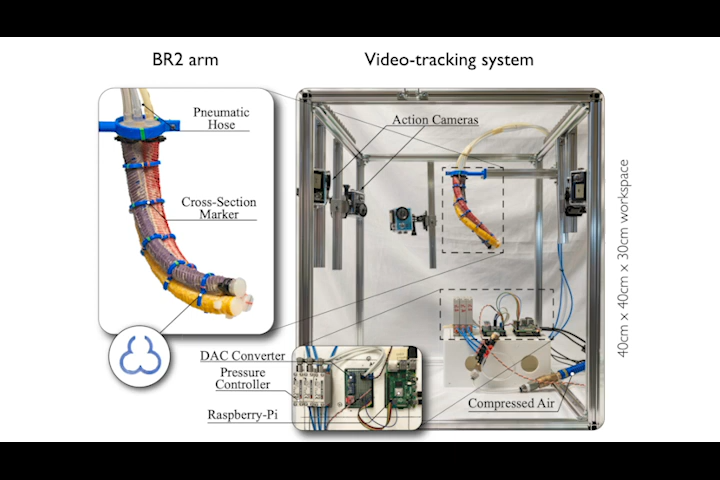 BR2 arm
Video-tracking system
Pneumatic
Hose
Cross-Section
Marker
Action Cameras
40cm x 40cm x 30cm workspace
DAC Converter
Pressure
Controller
Raspberry-Pi
Compressed Air